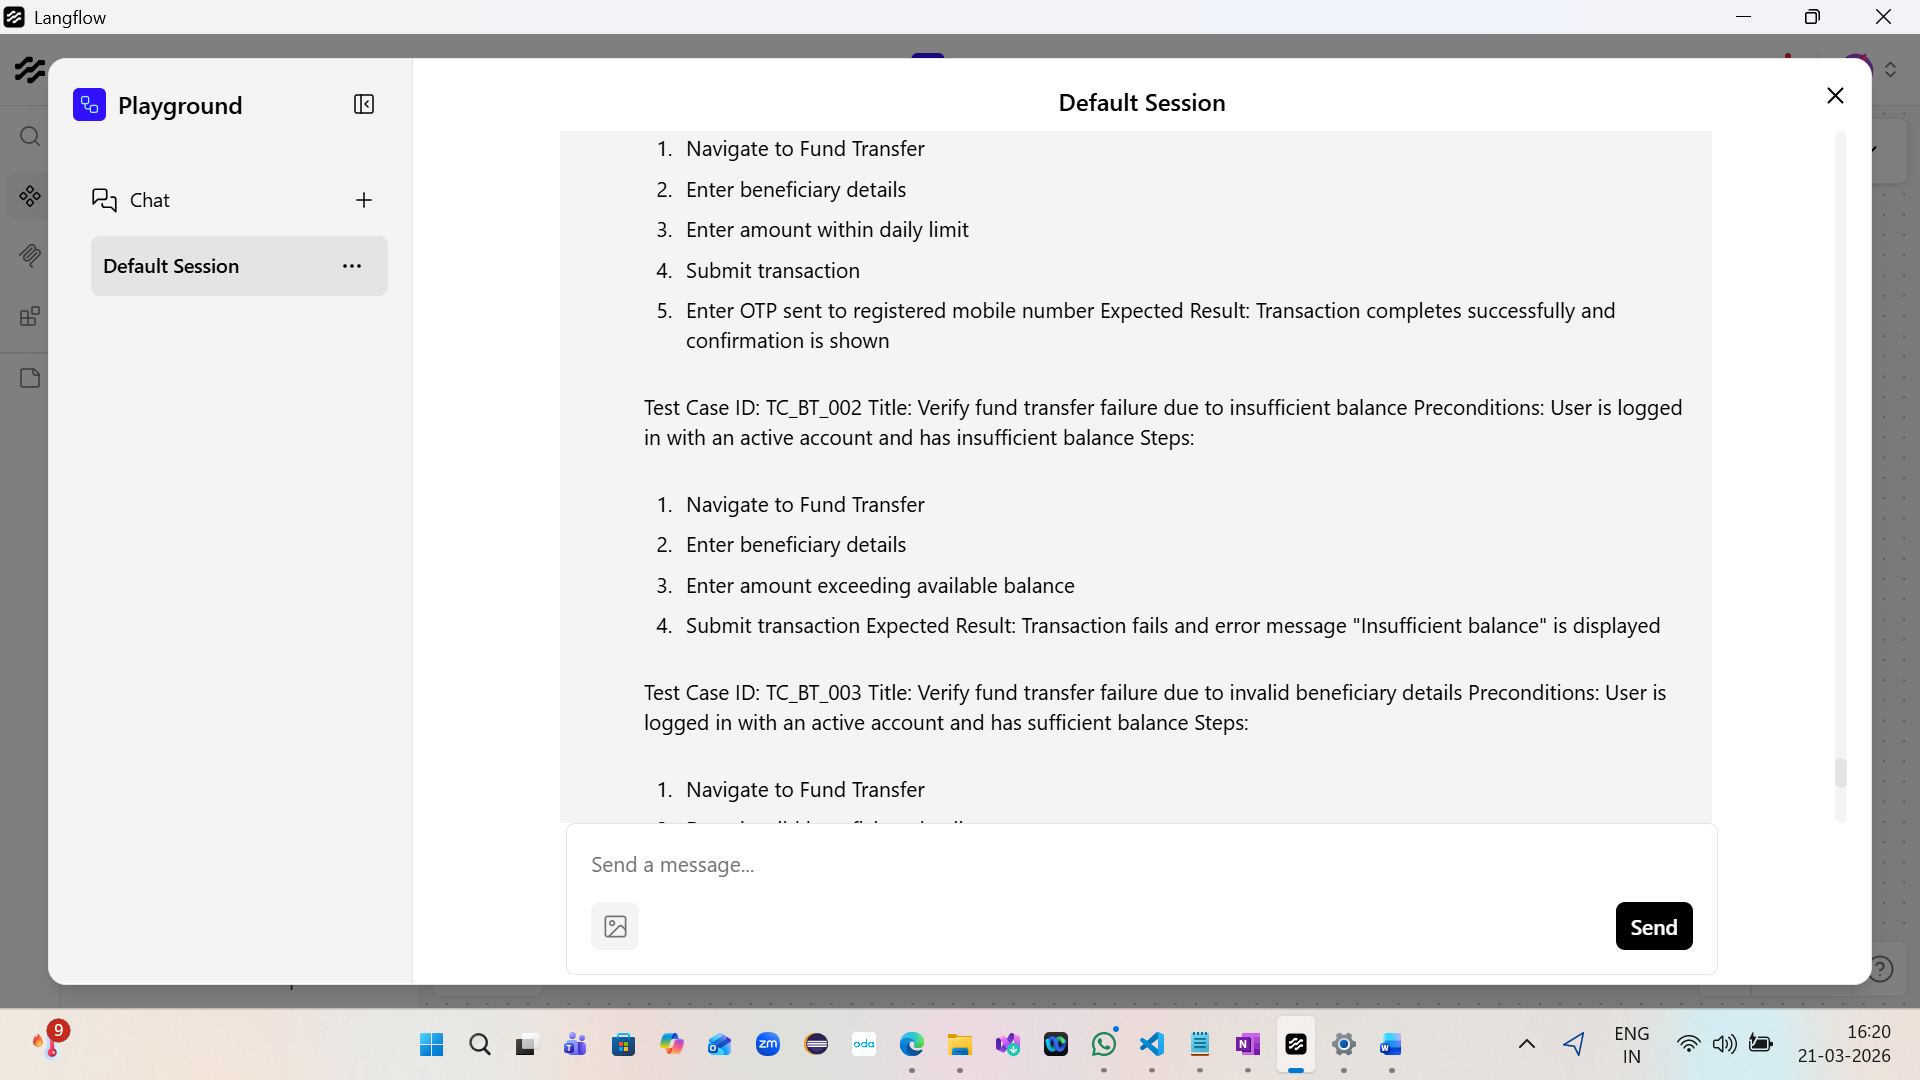 Langflow
Playground
Default Session
Chat
Default Session
1. Navigate to Fund Transfer
2. Enter beneficiary details
3. Enter amount within daily limit
4. Submit transaction
5. Enter OTP sent to registered mobile number Expected Result: Transaction completes successfully and
confirmation is shown
Test Case ID: TC_BT_002 Title: Verify fund transfer failure due to insufficient balance Preconditions: User is logged
in with an active account and has insufficient balance Steps:
1. Navigate to Fund Transfer
2. Enter beneficiary details
3. Enter amount exceeding available balance
4. Submit transaction Expected Result: Transaction fails and error message "Insufficient balance" is displayed
Test Case ID: TC_BT_003 Title: Verify fund transfer failure due to invalid beneficiary details Preconditions: User is
logged in with an active account and has sufficient balance Steps:
1. Navigate to Fund Transfer
Send a message...
Send
9
zm
oda
ENG
IN
16:20
21-03-2026